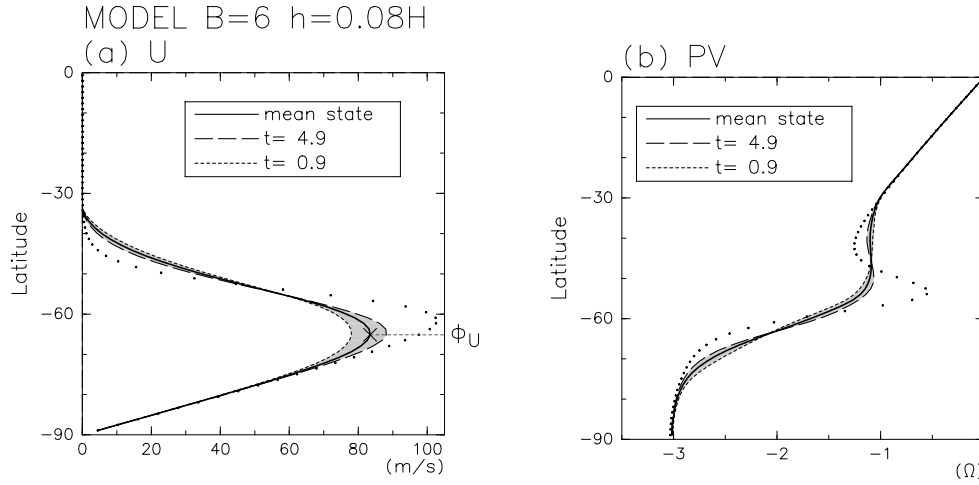 MODEL B=6 h=0.08H
(a) U
0
-30
-60
-90
Latitude
mean state
t= 4.9
t= 0.9
ϕU
0 20 40 60 80 100
(m/s)
(b) PV
0
-30
-60
-90
Latitude
mean state
t= 4.9
t= 0.9
-3 -2 -1
(Ω)